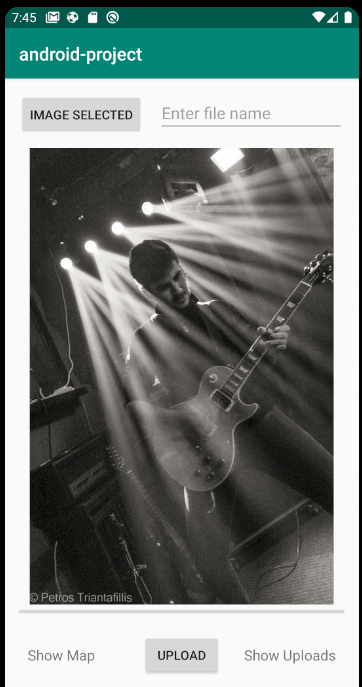 7:45
android-project
IMAGE SELECTED
Enter file name
© Petros Triantafillis
Show Map
UPLOAD
Show Uploads